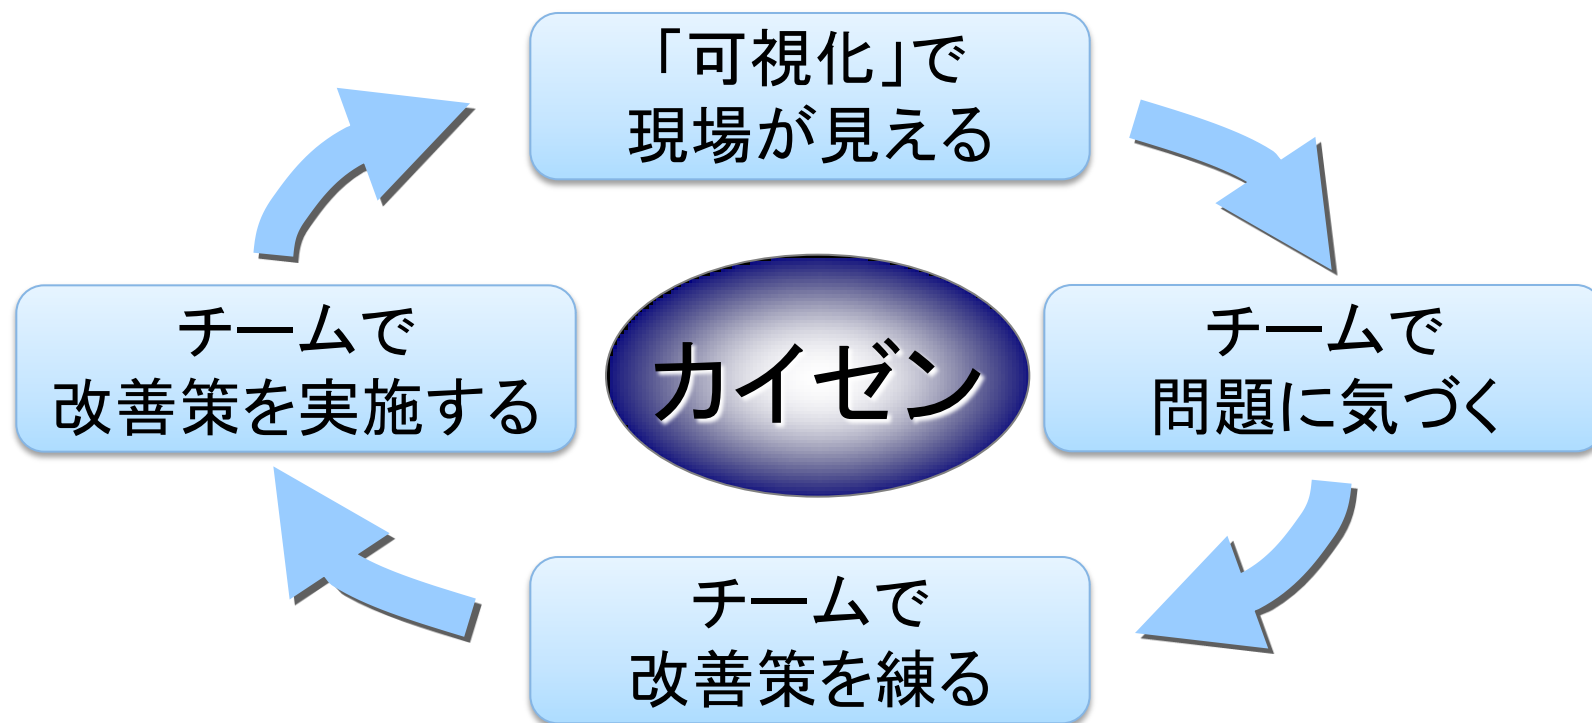 「可視化」で
現場が見える
チームで
問題に気づく
チームで
改善策を練る
チームで
改善策を実施する
カイゼン